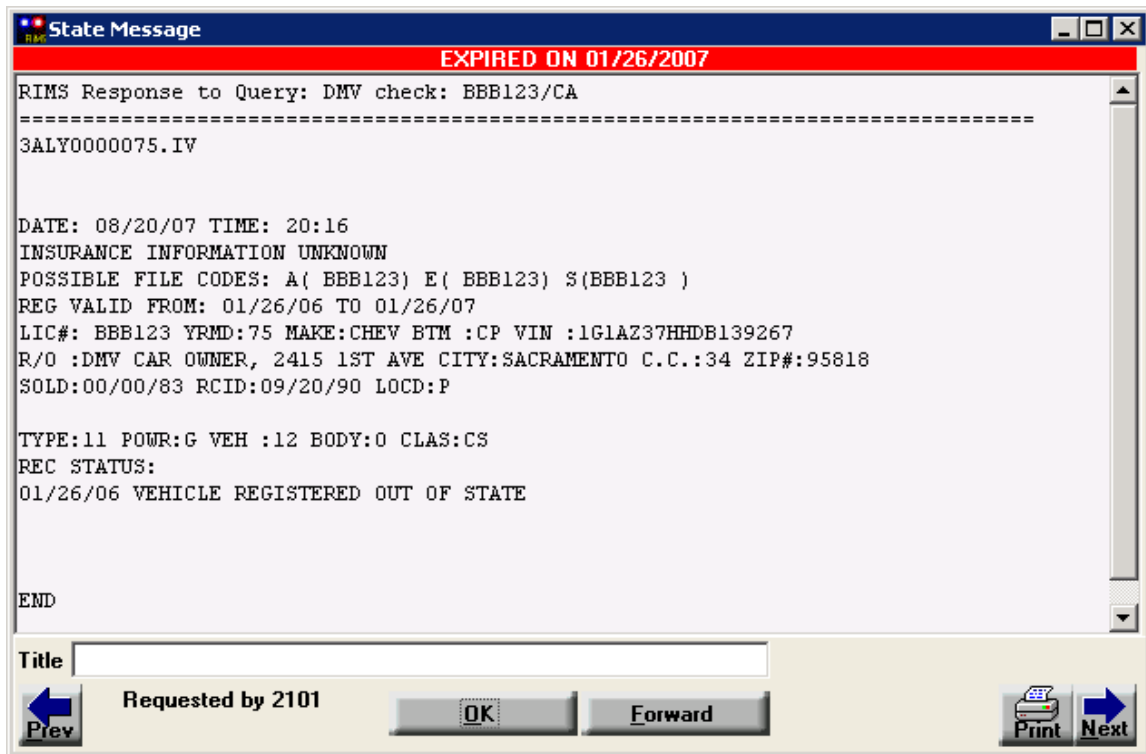 State Message
EXPIRED ON 01/26/2007
RIMS Response to Query: DMV check: BBB123/CA
================================================================================
3ALY0000075.IV
DATE: 08/20/07 TIME: 20:16
INSURANCE INFORMATION UNKNOWN
POSSIBLE FILE CODES: A( BBB123) E( BBB123) S(BBB123 )
REG VALID FROM: 01/26/06 TO 01/26/07
LIC#: BBB123 YRMD:75 MAKE:CHEV BTM :CP VIN :1G1AZ37HHDB139267
R/O :DMV CAR OWNER, 2415 1ST AVE CITY:SACRAMENTO C.C.:34 ZIP#:95818
SOLD:00/00/83 RCID:09/20/90 LOCD:P
TYPE:11 POWR:G VEH :12 BODY:0 CLAS:CS
REC STATUS:
01/26/06 VEHICLE REGISTERED OUT OF STATE
END
Title
Prev Requested by 2101 OK Forward Print Next